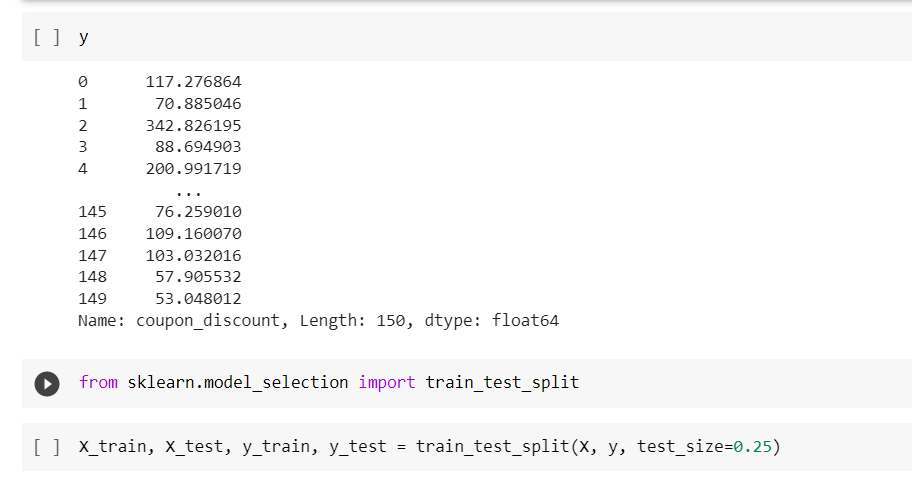 [ ] y
0 117.276864
1 70.885046
2 342.826195
3 88.694903
4 200.991719
...
145 76.259010
146 109.160070
147 103.032016
148 57.905532
149 53.048012
Name: coupon_discount, Length: 150, dtype: float64
from sklearn.model_selection import train_test_split
[ ] X_train, X_test, y_train, y_test = train_test_split(X, y, test_size=0.25)